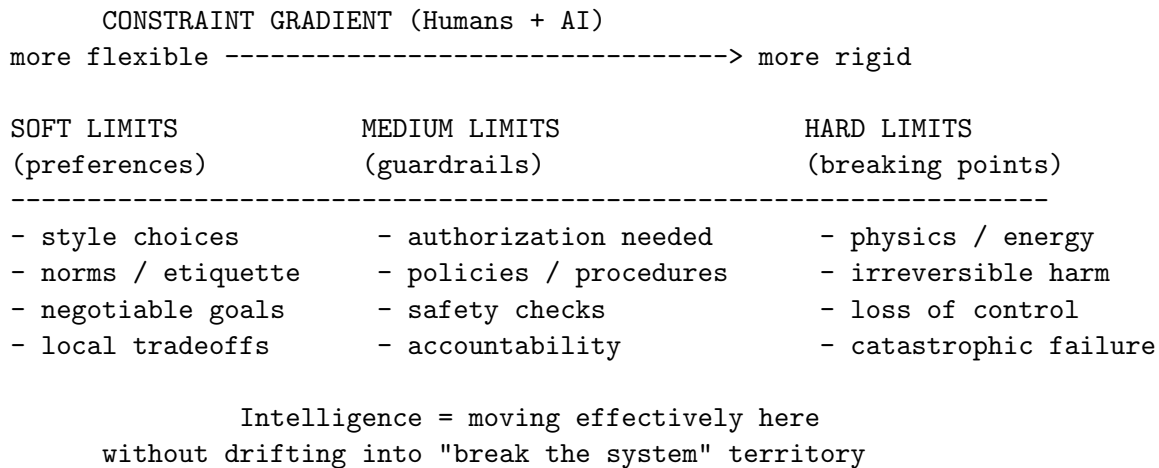 CONSTRAINT GRADIENT (Humans + AI)
more flexible ---------------------------------> more rigid
SOFT LIMITS MEDIUM LIMITS HARD LIMITS
(preferences) (guardrails) (breaking points)
--------------------------------------------------------------------
- style choices - authorization needed - physics / energy
- norms / etiquette - policies / procedures - irreversible harm
- negotiable goals - safety checks - loss of control
- local tradeoffs - accountability - catastrophic failure
Intelligence = moving effectively here
without drifting into "break the system" territory